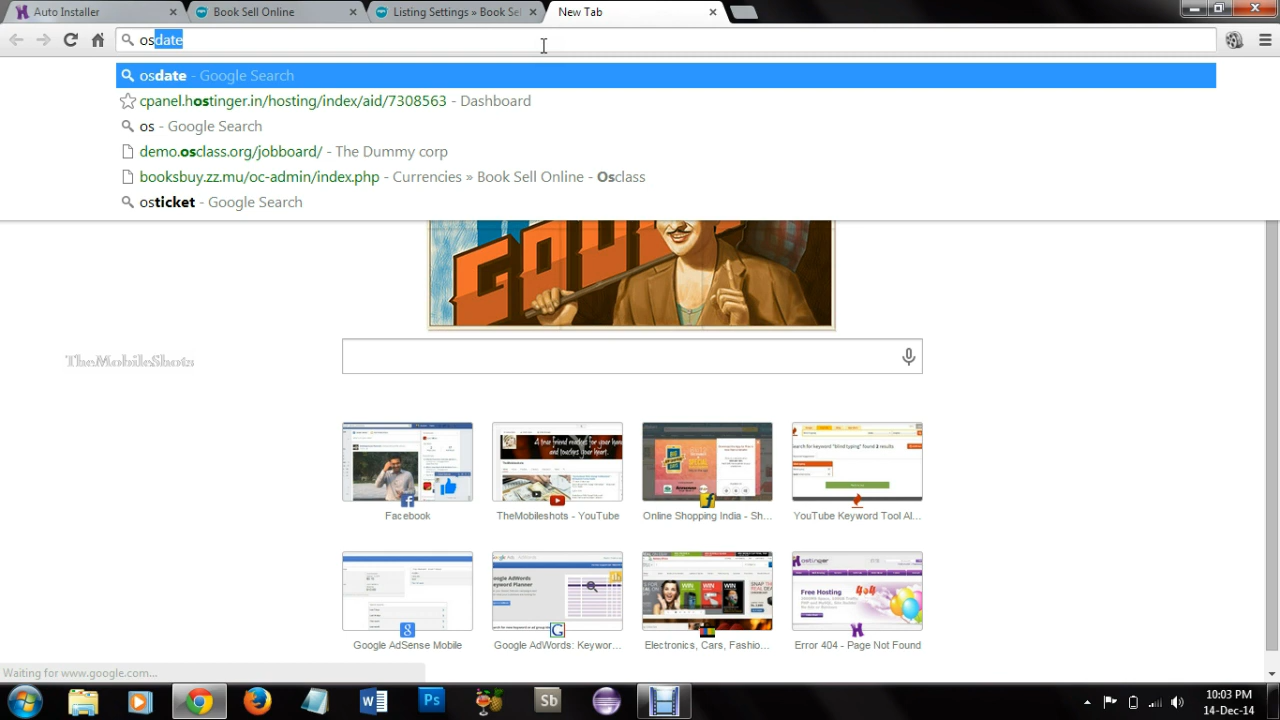 Auto Installer
Book Sell Online
Listing Settings » Book Sel
New Tab
osdate
osdate - Google Search
cpanel.hostinger.in/hosting/index/aid/7308563 - Dashboard
os - Google Search
demo.osclass.org/jobboard/ - The Dummy corp
booksbuy.zz.mu/oc-admin/index.php - Currencies » Book Sell Online - Osclass
osticket - Google Search
TheMobileShots
Facebook
TheMobileshots - YouTube
Online Shopping India - Sh...
YouTube Keyword Tool Al...
Google AdSense Mobile
Google AdWords: Keywor...
Electronics, Cars, Fashio...
Error 404 - Page Not Found
Waiting for www.google.com...
10:03 PM
14-Dec-14